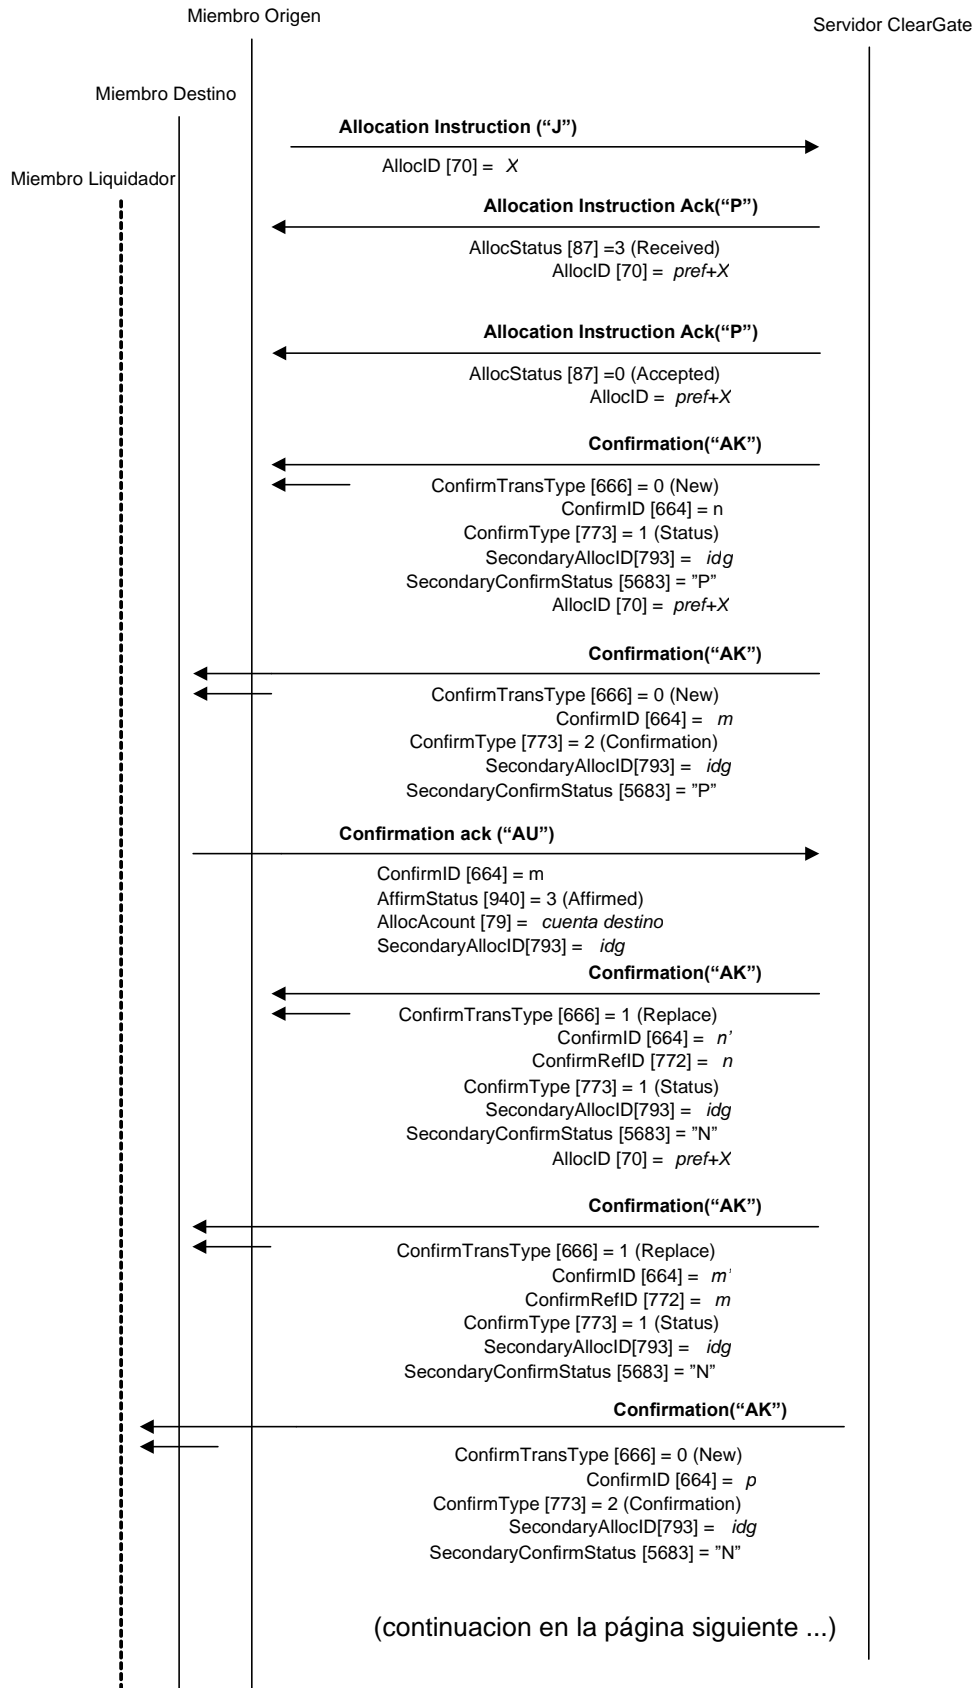 Miembro Origen
Servidor ClearGate
Miembro Destino
Allocation Instruction (“J”)
AllocID [70] = X
Miembro Liquidador
Allocation Instruction Ack(“P”)
AllocStatus [87] =3 (Received)
AllocID [70] = pref+X
Allocation Instruction Ack(“P”)
AllocStatus [87] =0 (Accepted)
AllocID = pref+X
Confirmation(“AK”)
ConfirmTransType [666] = 0 (New)
ConfirmID [664] = n
ConfirmType [773] = 1 (Status)
SecondaryAllocID[793] = idg
SecondaryConfirmStatus [5683] = ”P”
AllocID [70] = pref+X
Confirmation(“AK”)
ConfirmTransType [666] = 0 (New)
ConfirmID [664] = m
ConfirmType [773] = 2 (Confirmation)
SecondaryAllocID[793] = idg
SecondaryConfirmStatus [5683] = ”P”
Confirmation ack (“AU”)
ConfirmID [664] = m
AffirmStatus [940] = 3 (Affirmed)
AllocAcount [79] = cuenta destino
SecondaryAllocID[793] = idg
Confirmation(“AK”)
ConfirmTransType [666] = 1 (Replace)
ConfirmID [664] = n’
ConfirmRefID [772] = n
ConfirmType [773] = 1 (Status)
SecondaryAllocID[793] = idg
SecondaryConfirmStatus [5683] = ”N”
AllocID [70] = pref+X
Confirmation(“AK”)
ConfirmTransType [666] = 1 (Replace)
ConfirmID [664] = m’
ConfirmRefID [772] = m
ConfirmType [773] = 1 (Status)
SecondaryAllocID[793] = idg
SecondaryConfirmStatus [5683] = ”N”
Confirmation(“AK”)
ConfirmTransType [666] = 0 (New)
ConfirmID [664] = p
ConfirmType [773] = 2 (Confirmation)
SecondaryAllocID[793] = idg
SecondaryConfirmStatus [5683] = ”N”
(continuacion en la página siguiente ...)